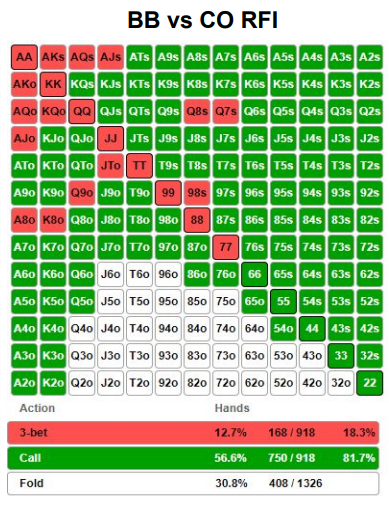 BB vs CO RFI
AA AKs AQs AJs ATs A9s A8s A7s A6s A5s A4s A3s A2s
AKo KK KQs KJs KTs K9s K8s K7s K6s K5s K4s K3s K2s
AQo KQo QQ QJs QTs Q9s Q8s Q7s Q6s Q5s Q4s Q3s Q2s
AJo KJo QJo JJ JTs J9s J8s J7s J6s J5s J4s J3s J2s
ATo KTo QTo JTo TT T9s T8s T7s T6s T5s T4s T3s T2s
A9o K9o Q9o J9o T9o 99 98s 97s 96s 95s 94s 93s 92s
A8o K8o Q8o J8o T8o 98o 88 87s 86s 85s 84s 83s 82s
A7o K7o Q7o J7o T7o 97o 87o 77 76s 75s 74s 73s 72s
A6o K6o Q6o J6o T6o 96o 86o 76o 66 65s 64s 63s 62s
A5o K5o Q5o J5o T5o 95o 85o 75o 65o 55 54s 53s 52s
A4o K4o Q4o J4o T4o 94o 84o 74o 64o 54o 44 43s 42s
A3o K3o Q3o J3o T3o 93o 83o 73o 63o 53o 43o 33 32s
A2o K2o Q2o J2o T2o 92o 82o 72o 62o 52o 42o 32o 22
Action Hands
3-bet 12.7% 168 / 918 18.3%
Call 56.6% 750 / 918 81.7%
Fold 30.8% 408 / 1326